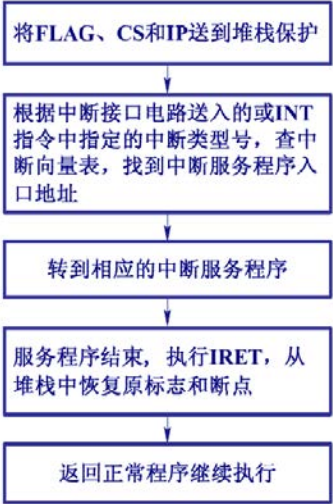 将FLAG、CS和IP送到堆栈保护
根据中断接口电路送入的或INT
指令中指定的中断类型号，查中
断向量表，找到中断服务程序入
口地址
转到相应的中断服务程序
服务程序结束, 执行IRET，从
堆栈中恢复原标志和断点
返回正常程序继续执行